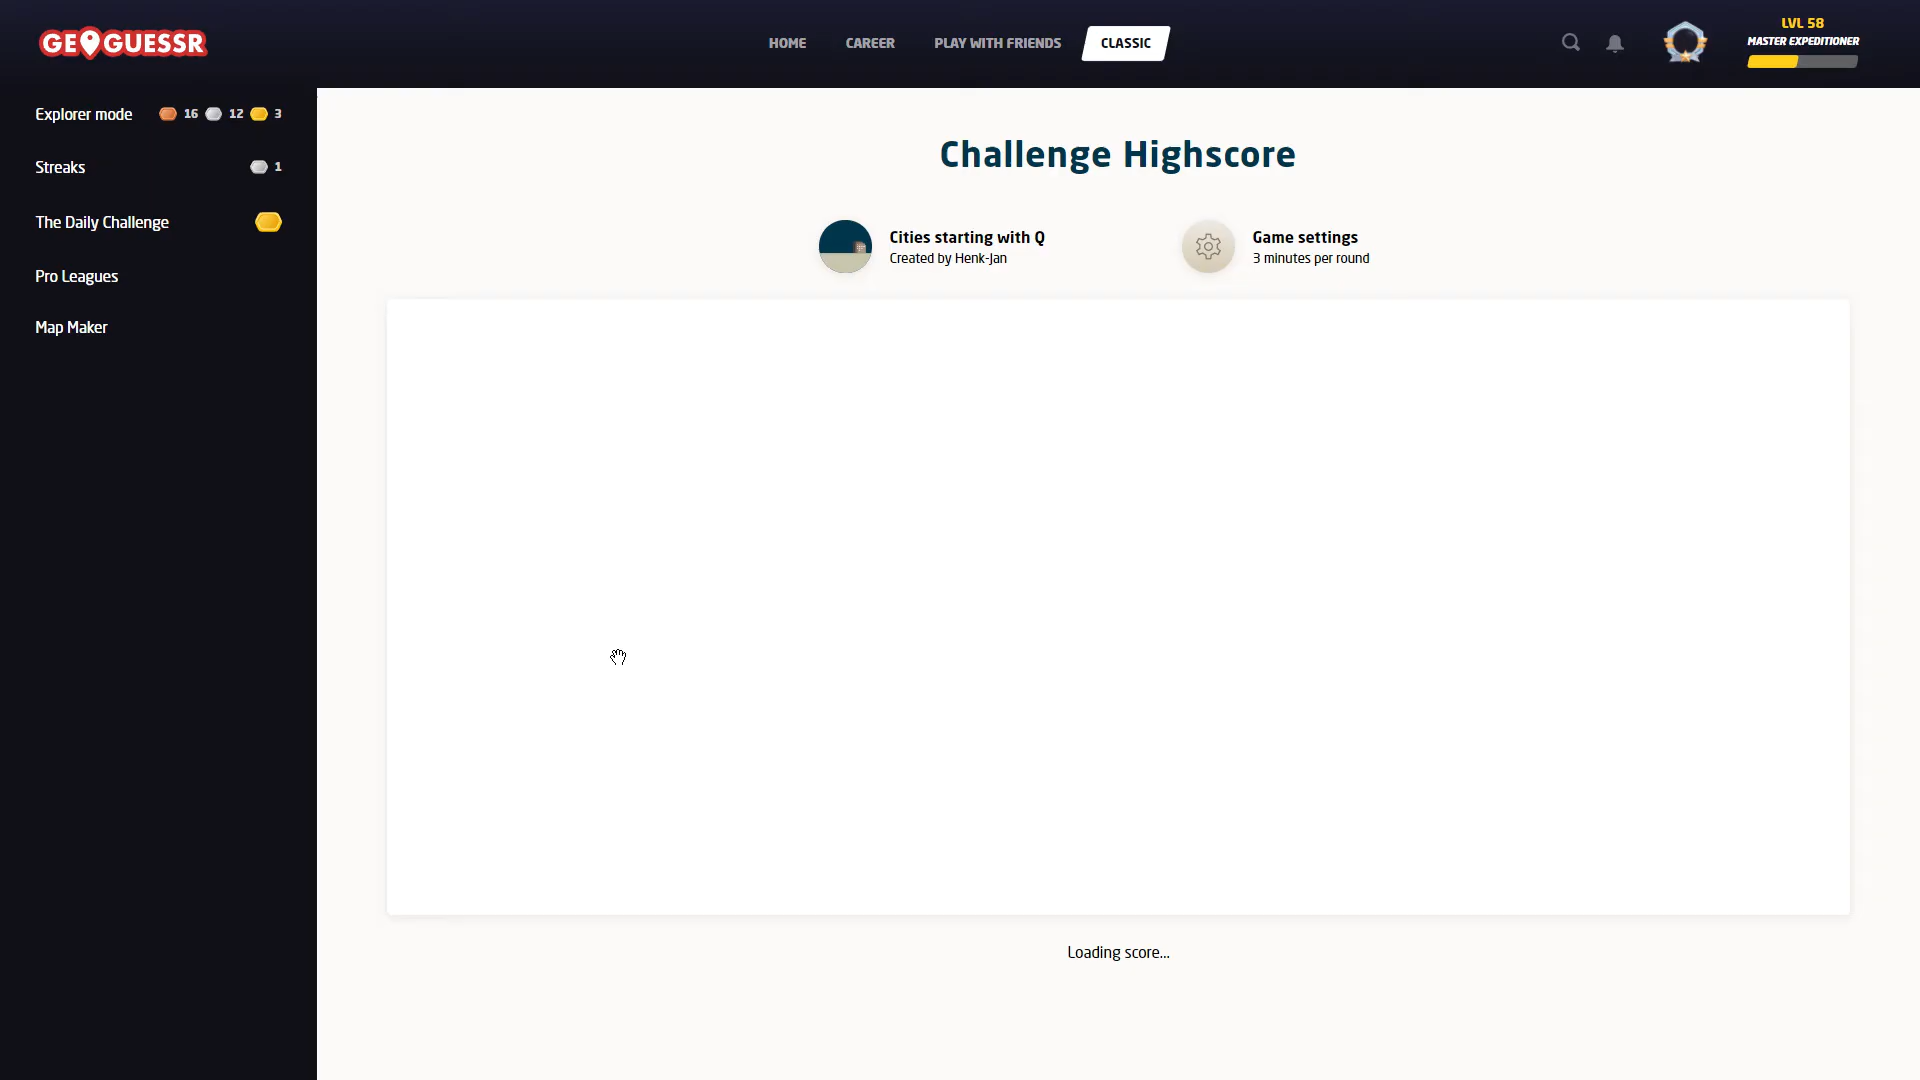 GEOGUESSR
HOME
CAREER
PLAY WITH FRIENDS
CLASSIC
LVL 58
MASTER EXPEDITIONER
Explorer mode 16 12 3
Streaks 1
The Daily Challenge
Pro Leagues
Map Maker
Challenge Highscore
Cities starting with Q
Created by Henk-Jan
Game settings
3 minutes per round
Loading score...